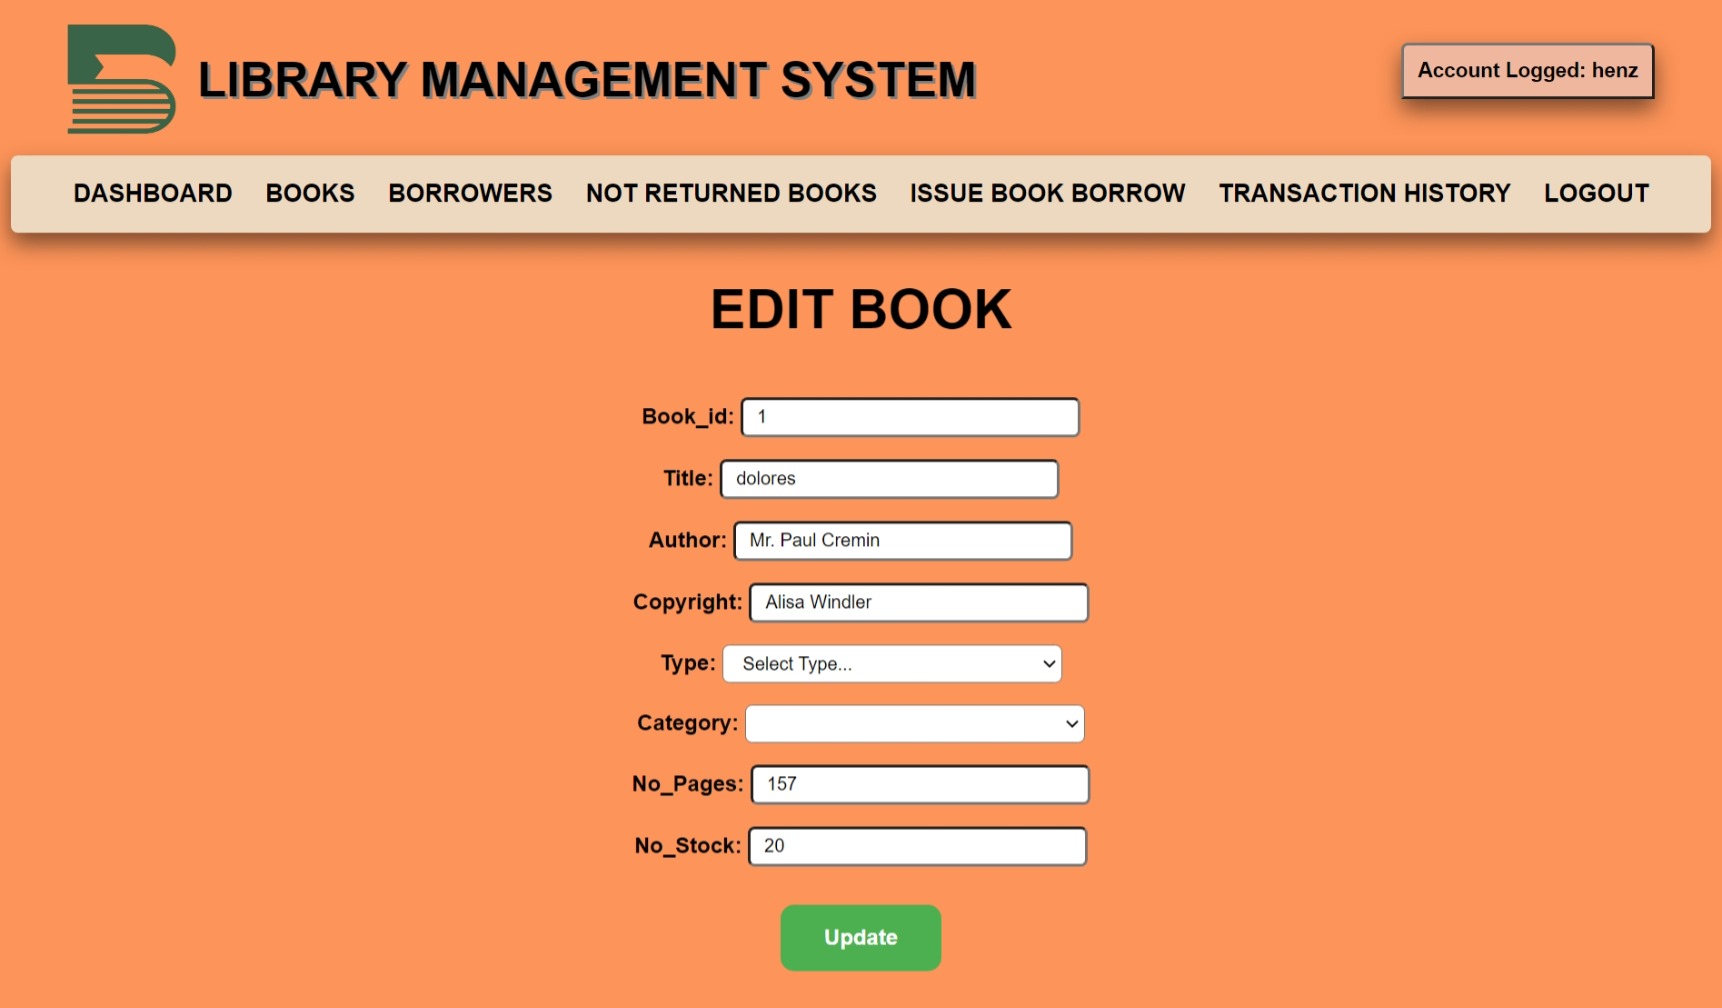 LIBRARY MANAGEMENT SYSTEM
Account Logged: henz
DASHBOARD BOOKS BORROWERS NOT RETURNED BOOKS ISSUE BOOK BORROW TRANSACTION HISTORY LOGOUT
EDIT BOOK
Book_id: 1
Title: dolores
Author: Mr. Paul Cremin
Copyright: Alisa Windler
Type: Select Type...
Category:
No_Pages: 157
No_Stock: 20
Update